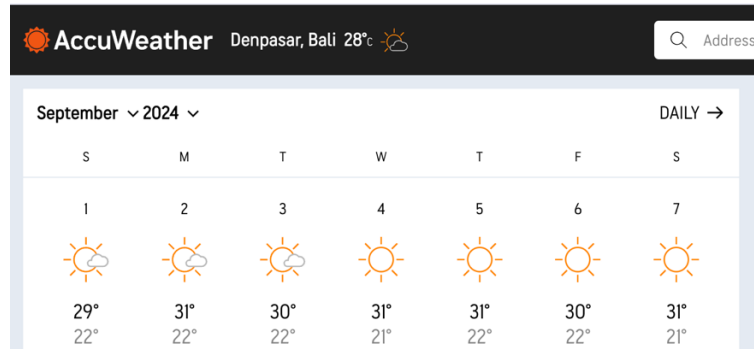 AccuWeather Denpasar, Bali 28°c Address
September 2024 DAILY →
S M T W T F S
1 2 3 4 5 6 7
29° 31° 30° 31° 31° 30° 31°
22° 22° 22° 21° 22° 22° 21°